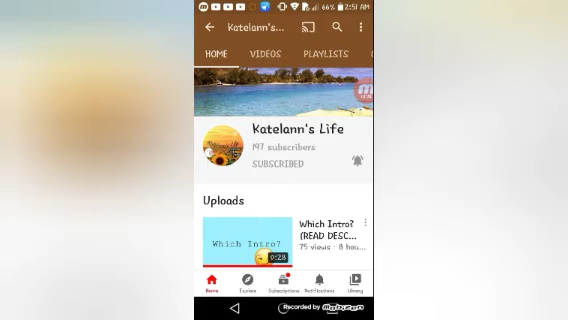 66% 2:51 AM
Katelann's...
HOME VIDEOS PLAYLISTS
Katelann's Life
197 subscribers
SUBSCRIBED
Uploads
Which Intro?
0:28
Which Intro?
(READ DESC...
75 views · 8 hou...
Home Explore Subscriptions Notifications Library
Recorded by